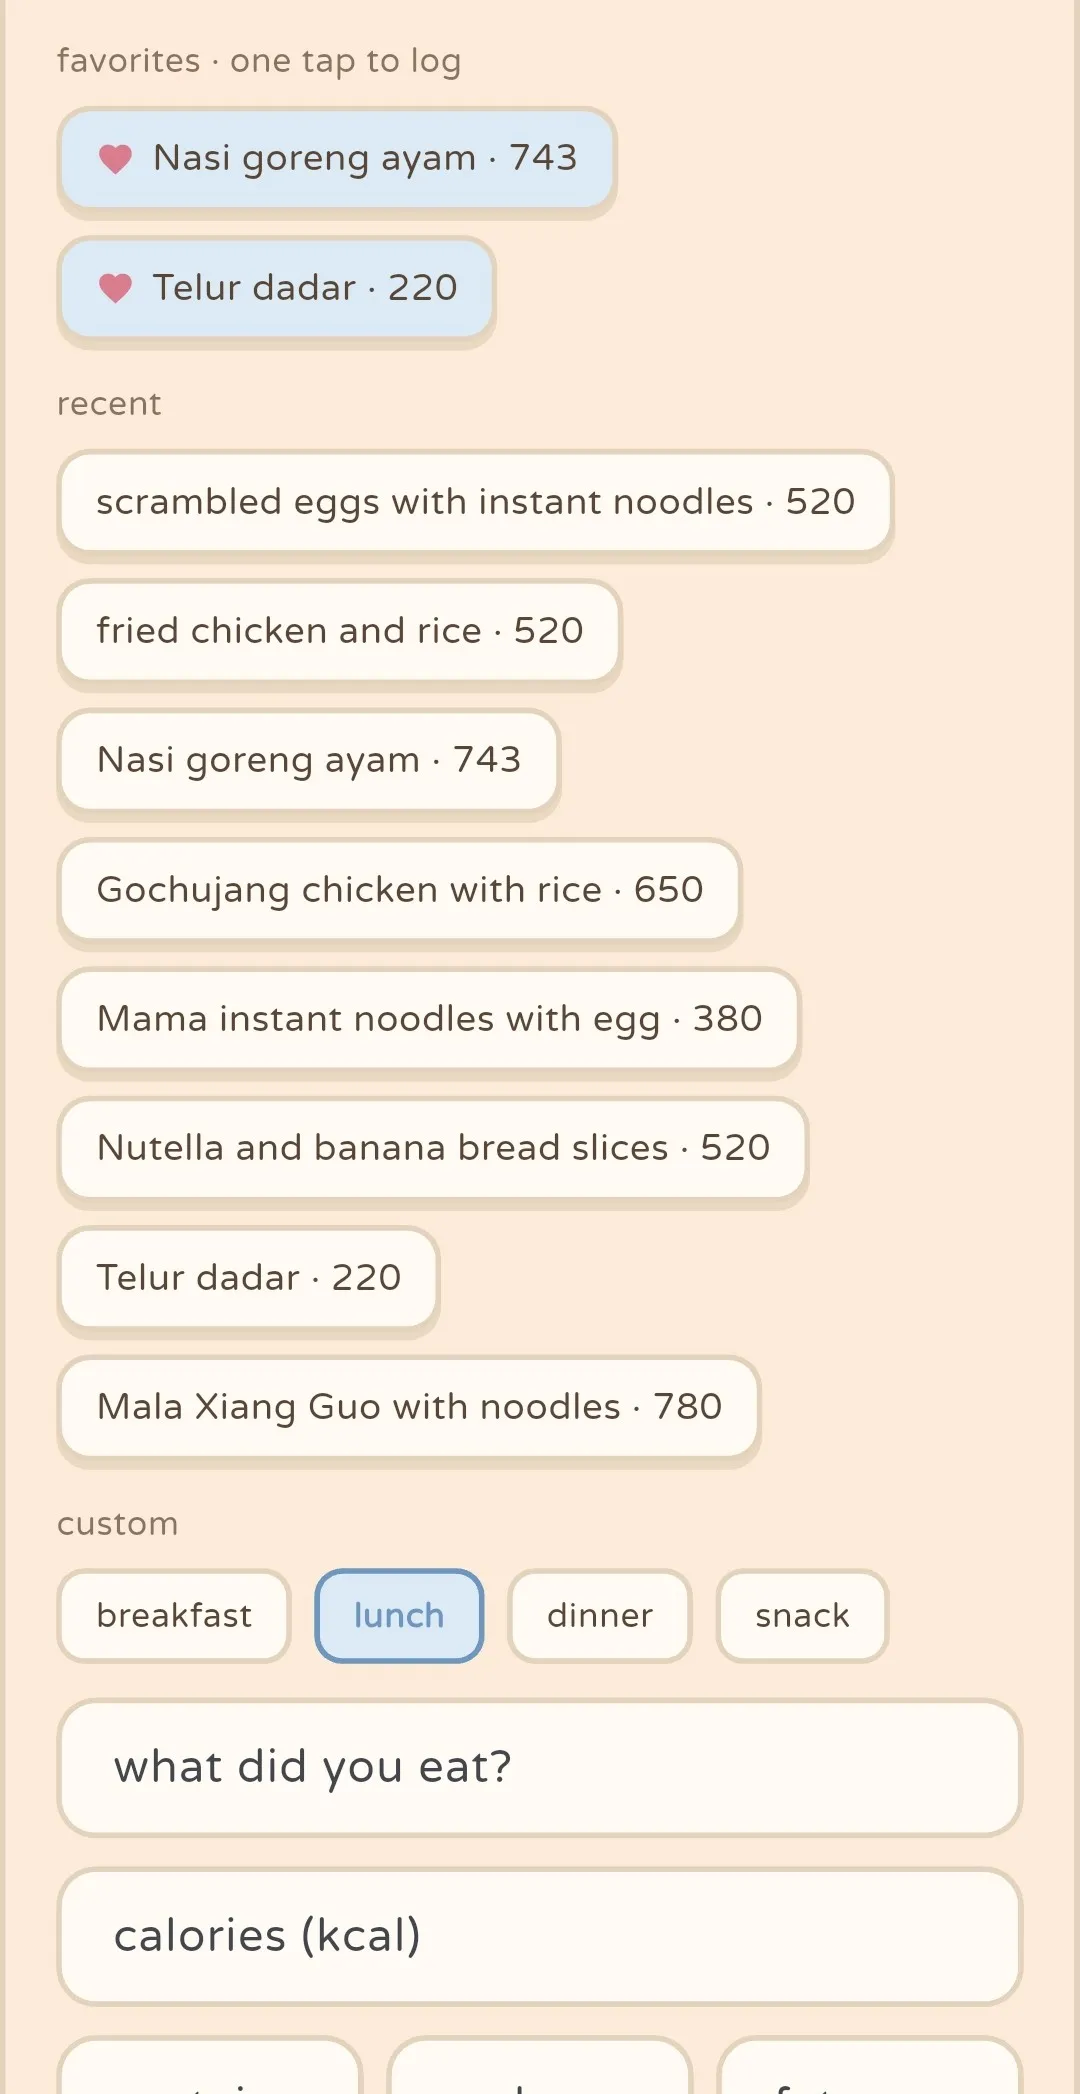 favorites · one tap to log
Nasi goreng ayam · 743
Telur dadar · 220
recent
scrambled eggs with instant noodles · 520
fried chicken and rice · 520
Nasi goreng ayam · 743
Gochujang chicken with rice · 650
Mama instant noodles with egg · 380
Nutella and banana bread slices · 520
Telur dadar · 220
Mala Xiang Guo with noodles · 780
custom
breakfast lunch dinner snack
what did you eat?
calories (kcal)